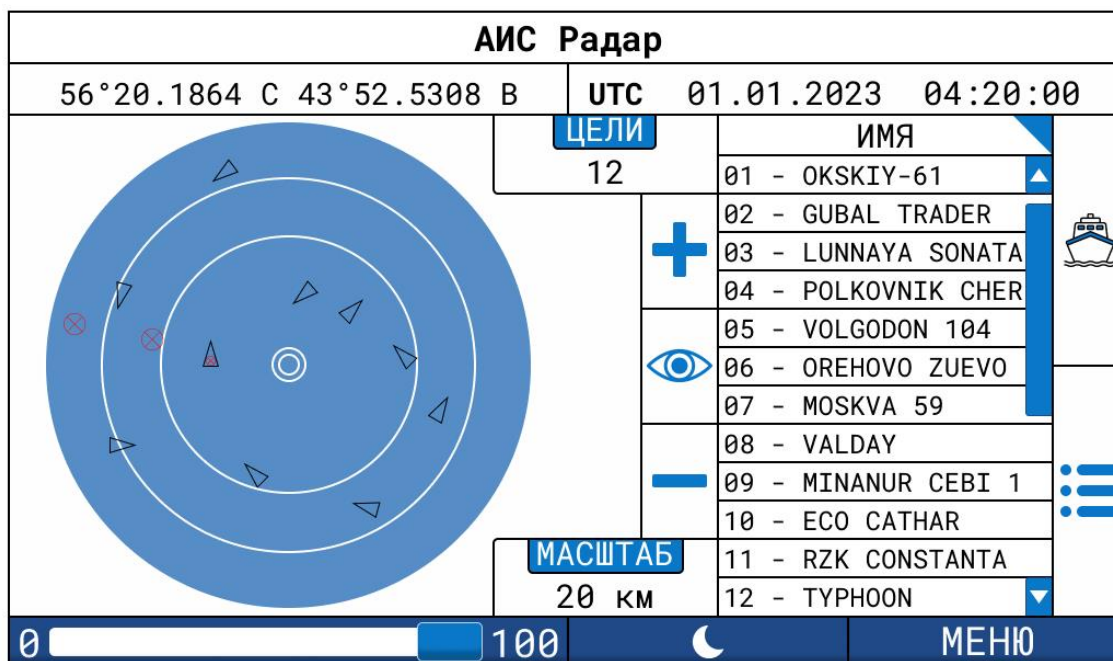 АИС Радар
56°20.1864 С 43°52.5308 В
UTC 01.01.2023 04:20:00
ЦЕЛИ
12
ИМЯ
01 - OKSKIY-61
02 - GUBAL TRADER
03 - LUNNAYA SONATA
04 - POLKOVNIK CHER
05 - VOLGODON 104
06 - OREHOVO ZUEVO
07 - MOSKVA 59
08 - VALDAY
09 - MINANUR CEBI 1
10 - ECO CATHAR
11 - RZK CONSTANTA
12 - TYPHOON
МАСШТАБ
20 км
0 100
МЕНЮ